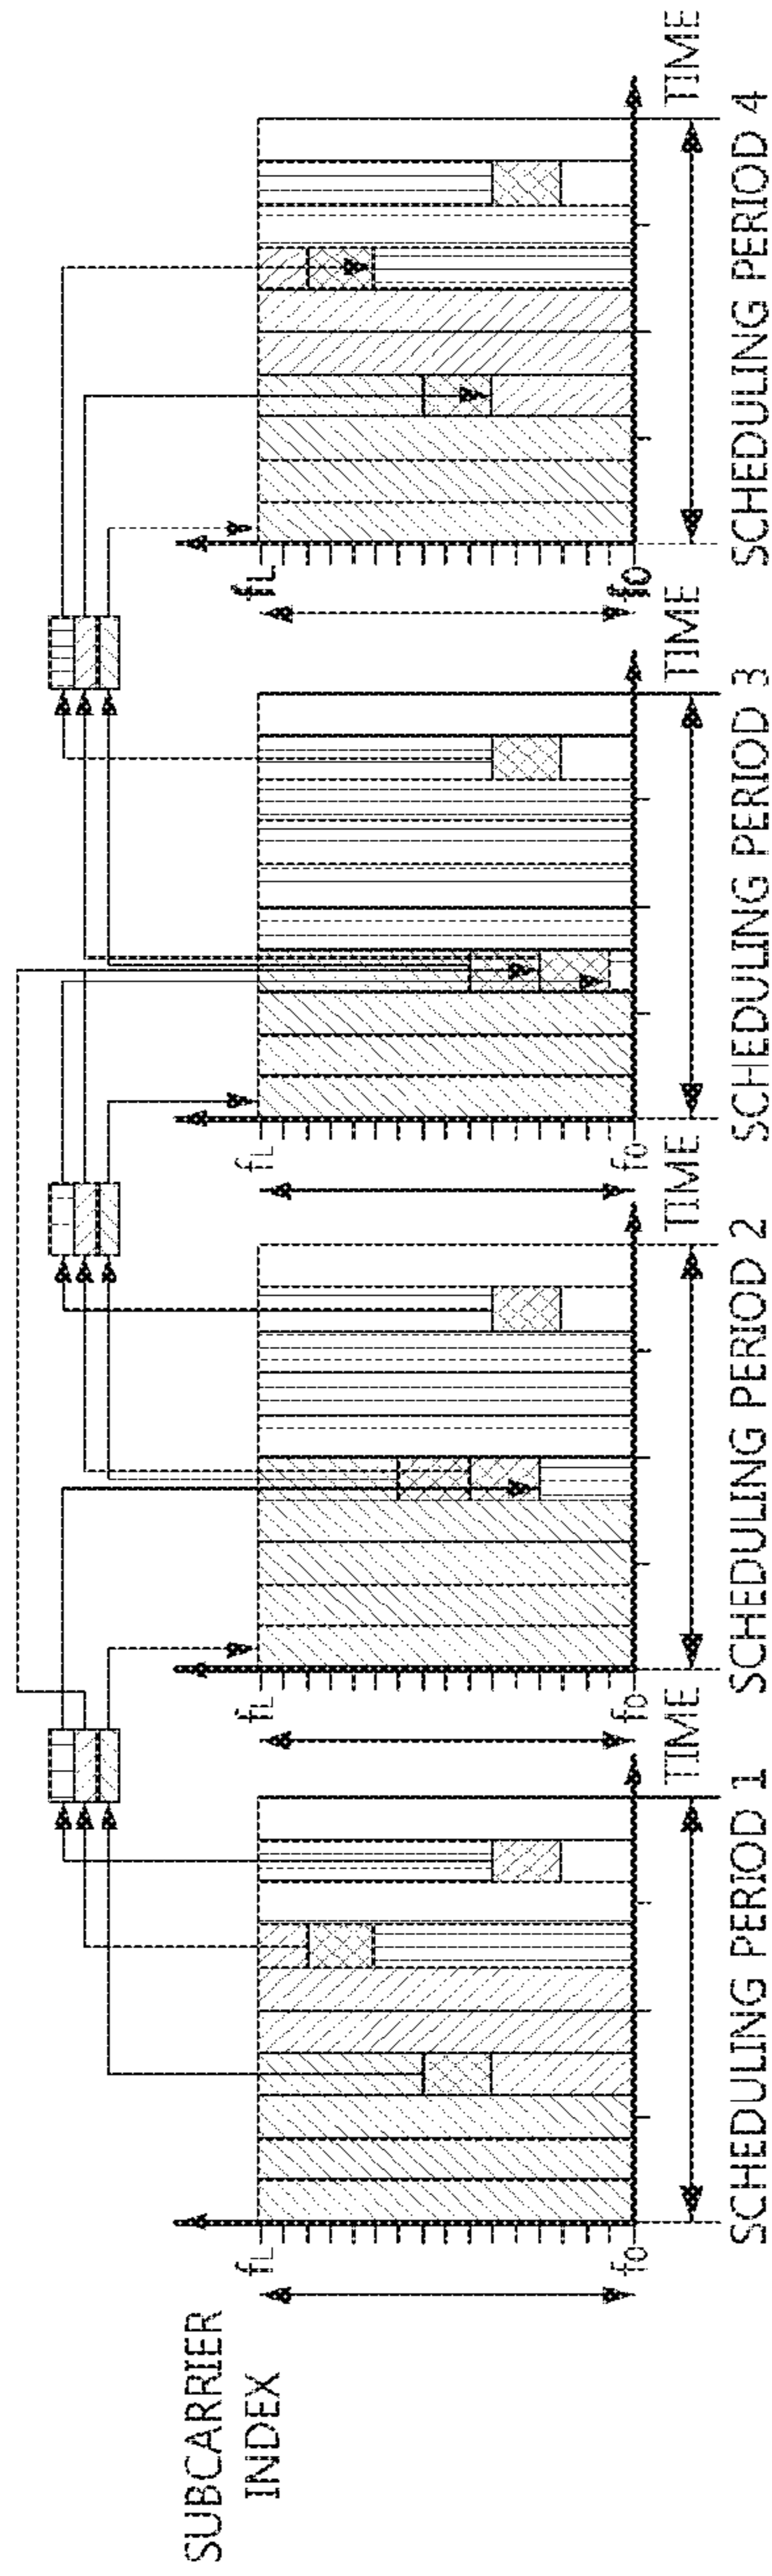 SUBCARRIER
INDEX
fL
f0
TIME
SCHEDULING PERIOD 1
fL
f0
TIME
SCHEDULING PERIOD 2
fL
f0
TIME
SCHEDULING PERIOD 3
fL
f0
TIME
SCHEDULING PERIOD 4